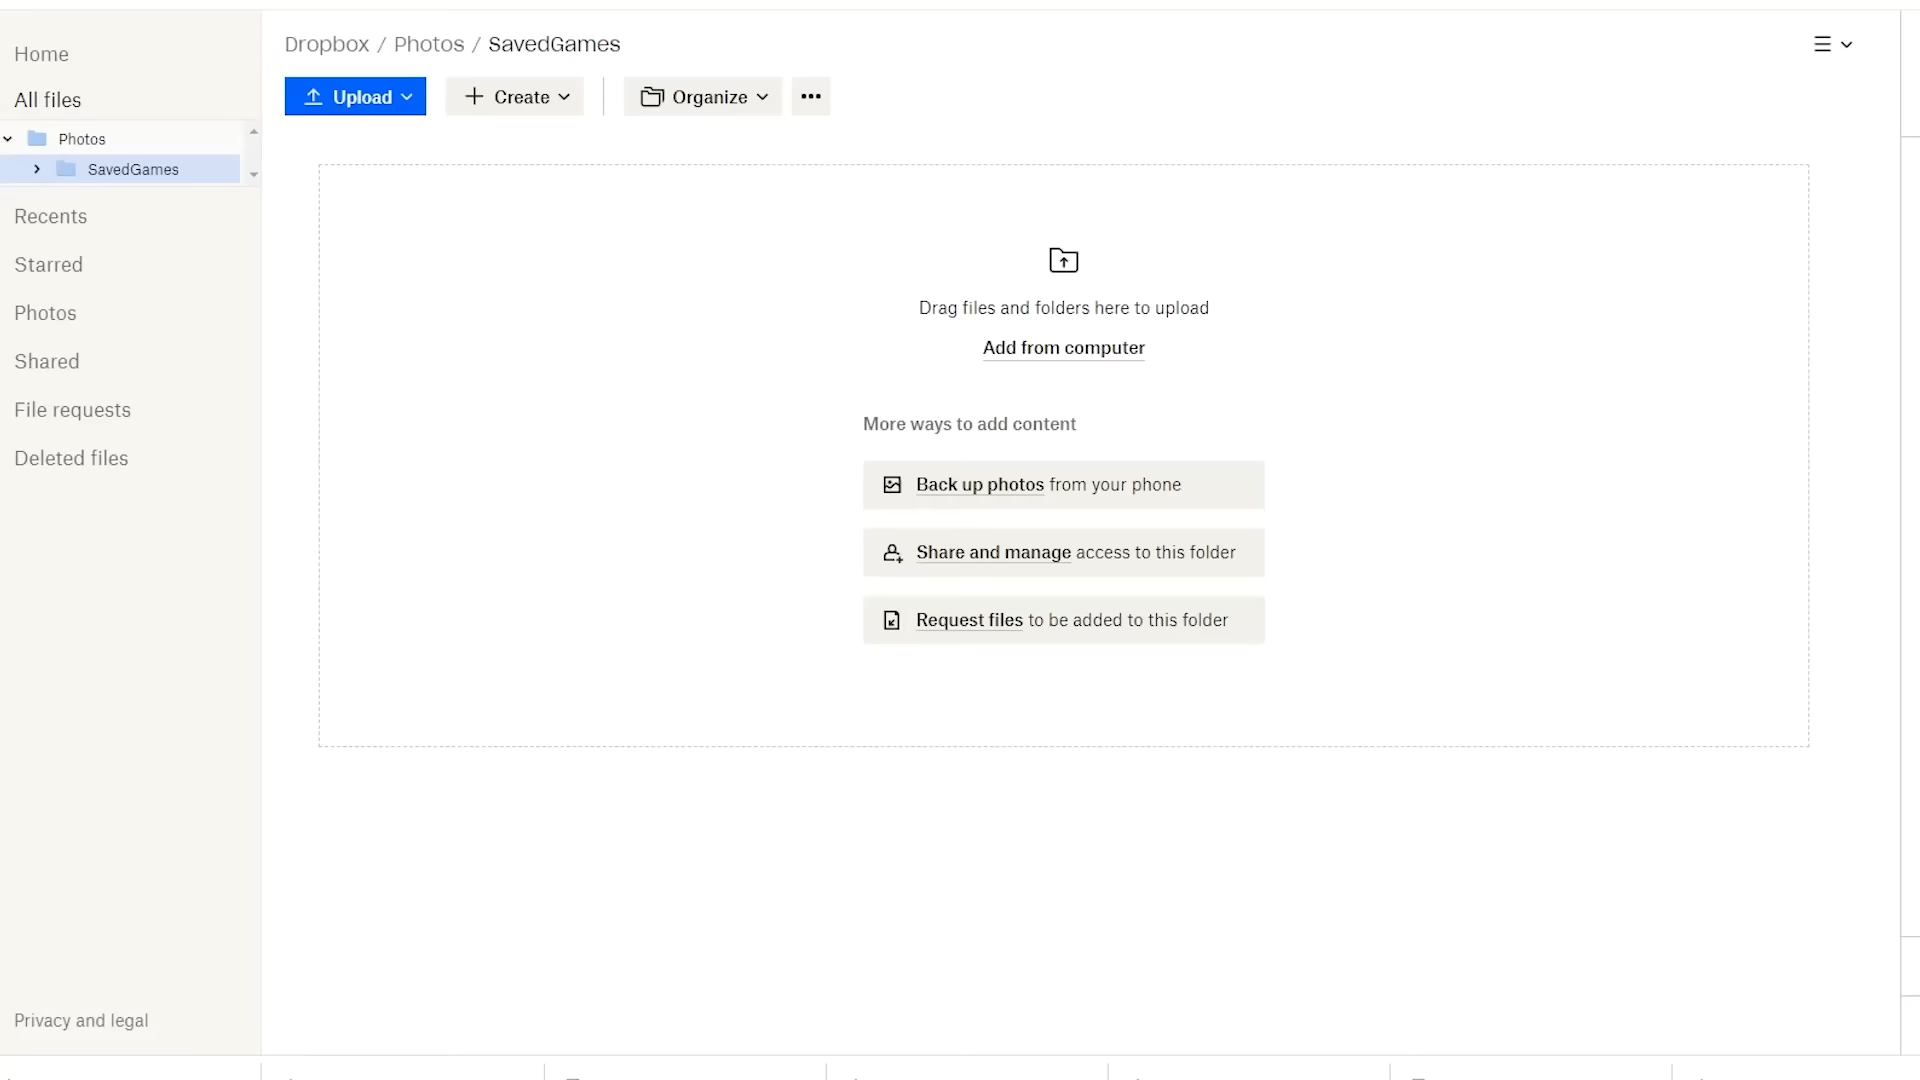 Home
All files
Photos
SavedGames
Recents
Starred
Photos
Shared
File requests
Deleted files
Privacy and legal
Dropbox / Photos / SavedGames
Upload
Create
Organize
Drag files and folders here to upload
Add from computer
More ways to add content
Back up photos from your phone
Share and manage access to this folder
Request files to be added to this folder